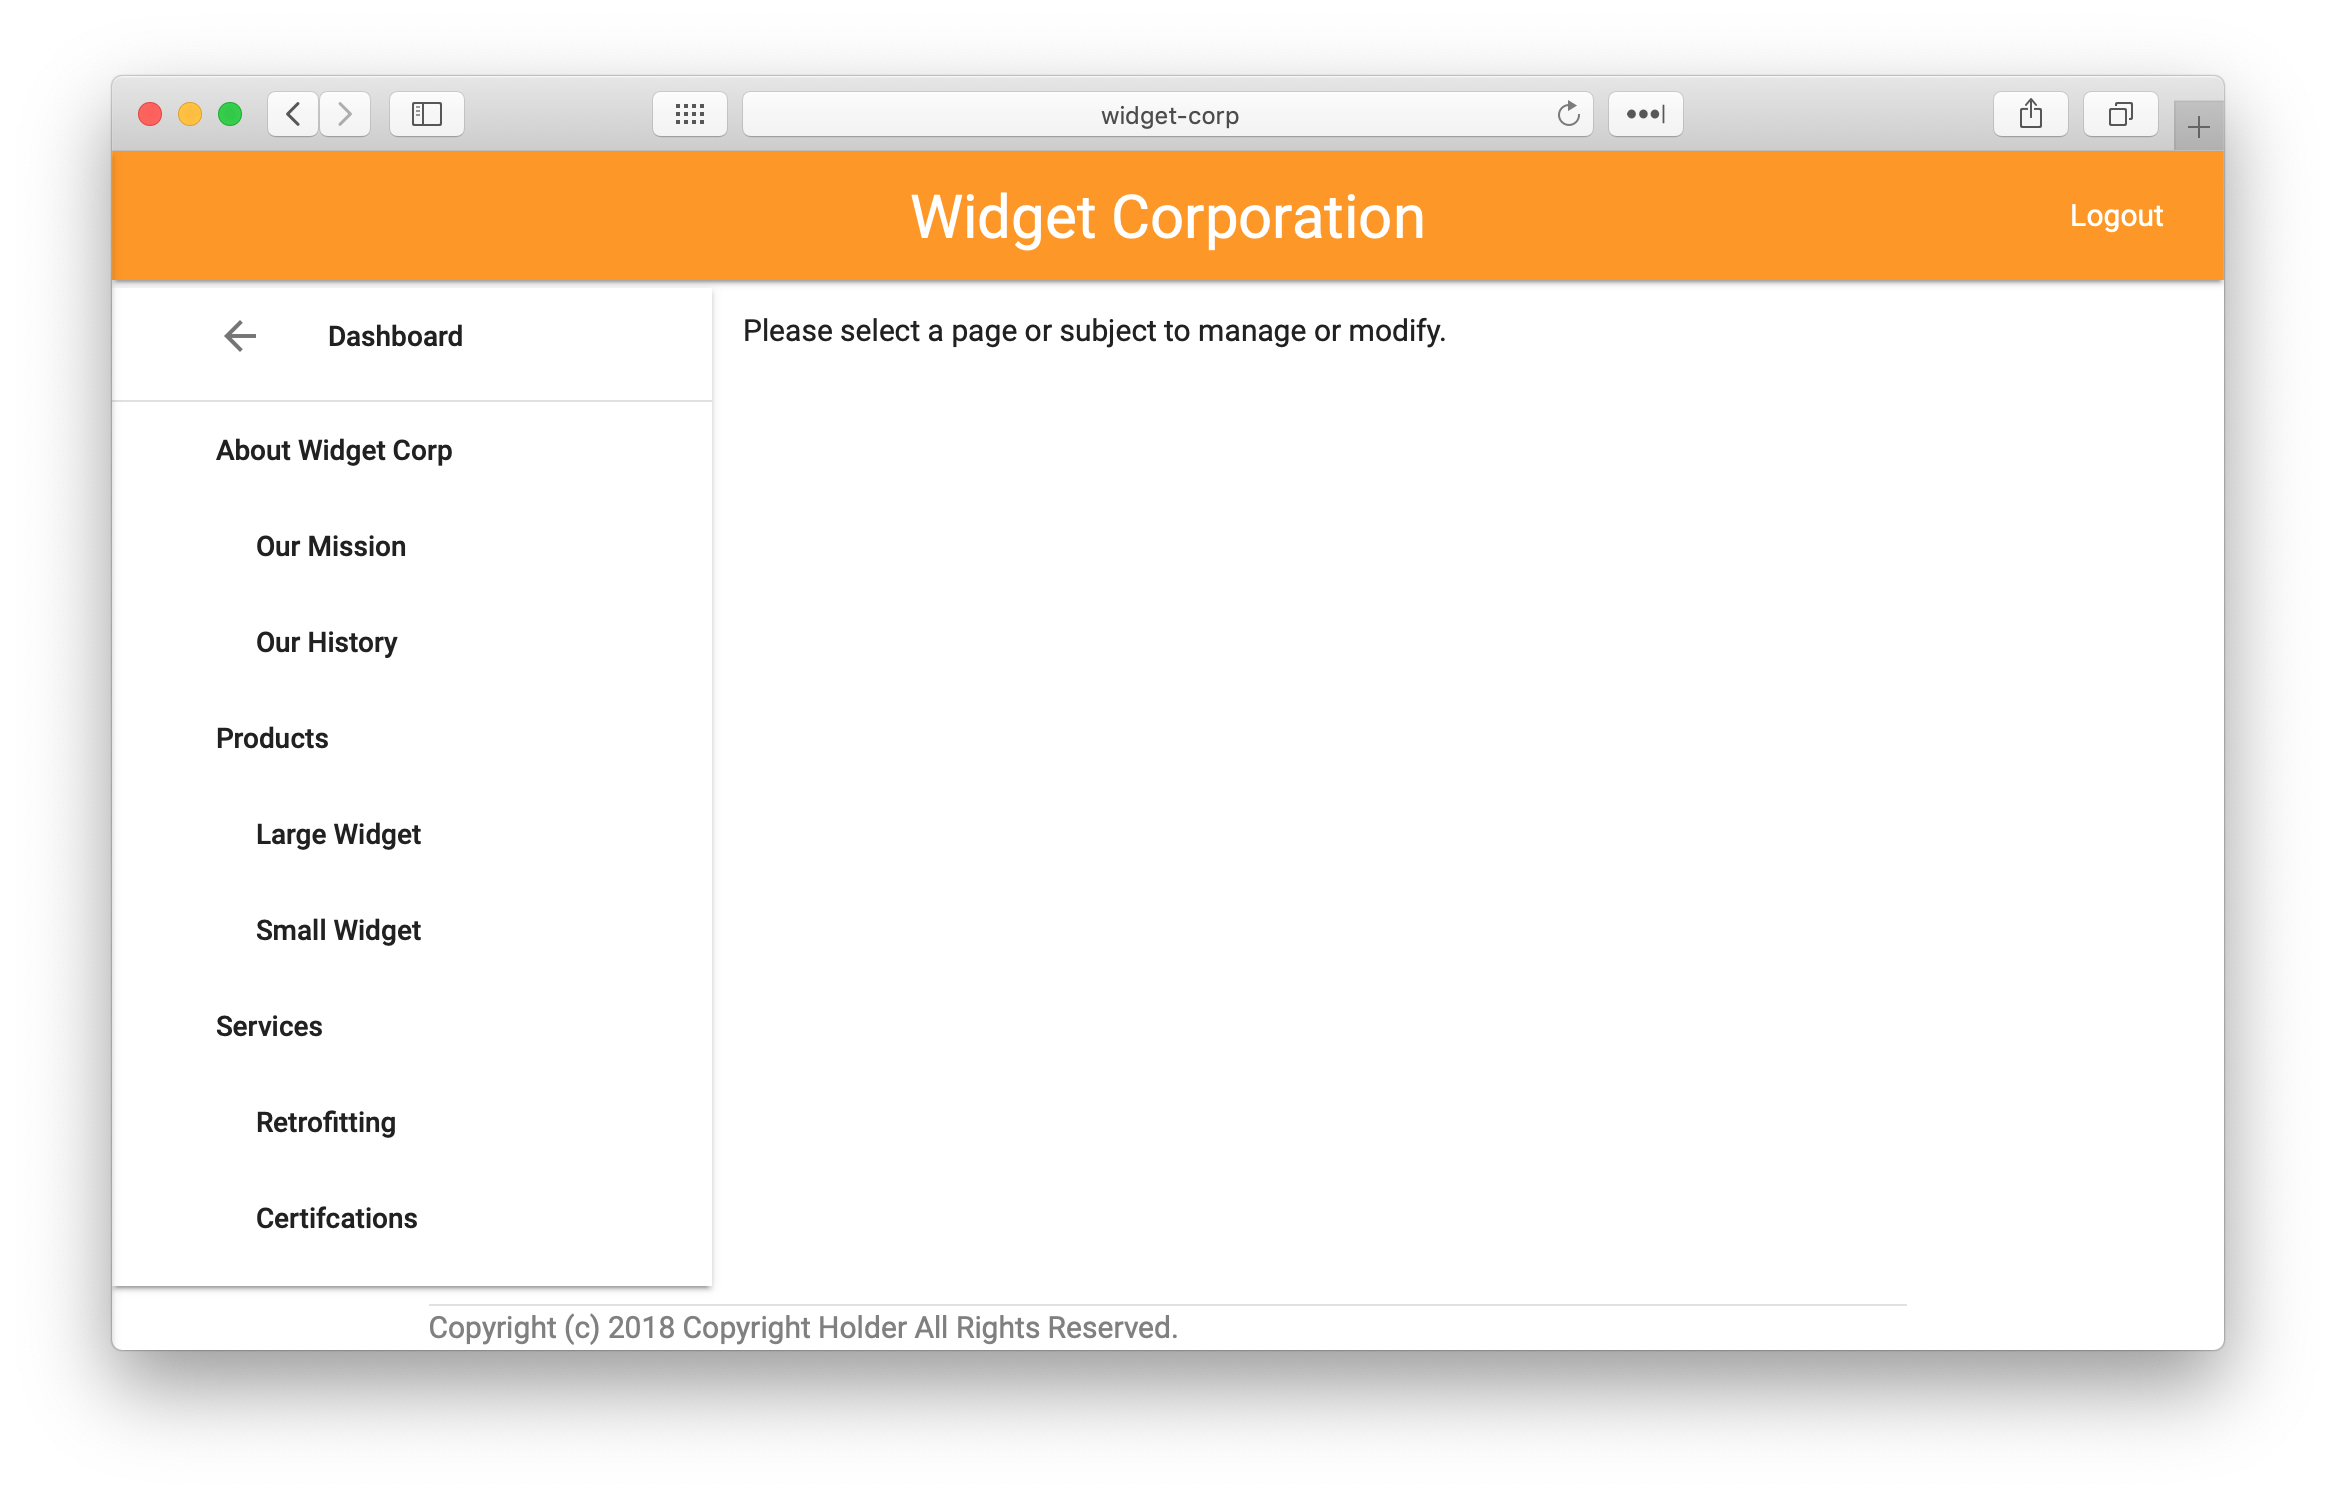 widget-corp
Widget Corporation
Logout
Dashboard
Please select a page or subject to manage or modify.
About Widget Corp
Our Mission
Our History
Products
Large Widget
Small Widget
Services
Retrofitting
Certifcations
Copyright (c) 2018 Copyright Holder All Rights Reserved.